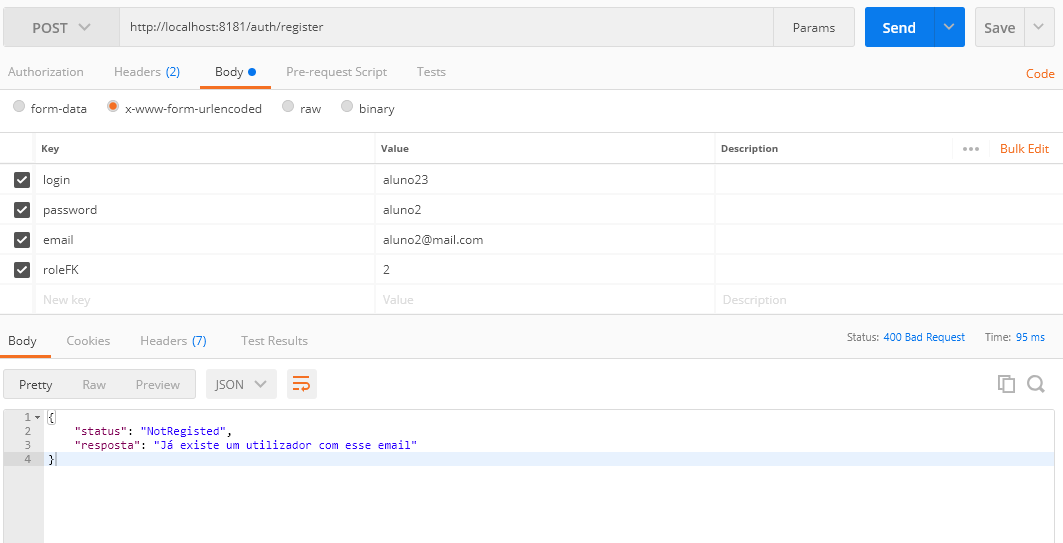 POST http://localhost:8181/auth/register Params Send Save
Authorization Headers (2) Body Pre-request Script Tests Code
form-data x-www-form-urlencoded raw binary
Key Value Description ••• Bulk Edit
login aluno23
password aluno2
email aluno2@mail.com
roleFK 2
New key Value Description
Body Cookies Headers (7) Test Results Status: 400 Bad Request Time: 95 ms
Pretty Raw Preview JSON
1 {
2 "status": "NotRegisted",
3 "resposta": "Já existe um utilizador com esse email"
4 }